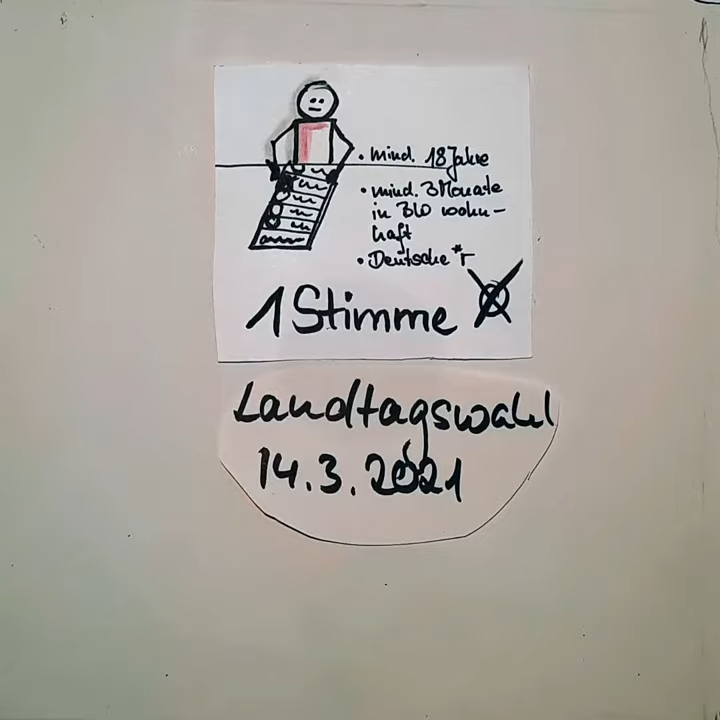 • mind. 18 Jahre
• mind. 3 Monate
in BW wohn-
haft
• Deutsche*r
1 Stimme
Landtagswahl
14.3.2021